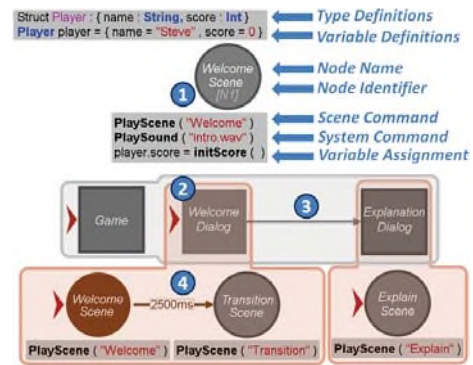 Struct Player : { name : String, score : Int }
Type Definitions
Player player = { name = "Steve" , score = 0 }
Variable Definitions
Welcome
Scene
[N1]
Node Name
Node Identifier
1
PlayScene ( "Welcome" )
Scene Command
PlaySound ( "intro.wav" )
System Command
player.score = initScore ( )
Variable Assignment
2
3
Game
Welcome
Dialog
Explanation
Dialog
4
Welcome
Scene
2500ms
Transition
Scene
Explain
Scene
PlayScene ( "Welcome" )
PlayScene ( "Transition" )
PlayScene ( "Explain" )